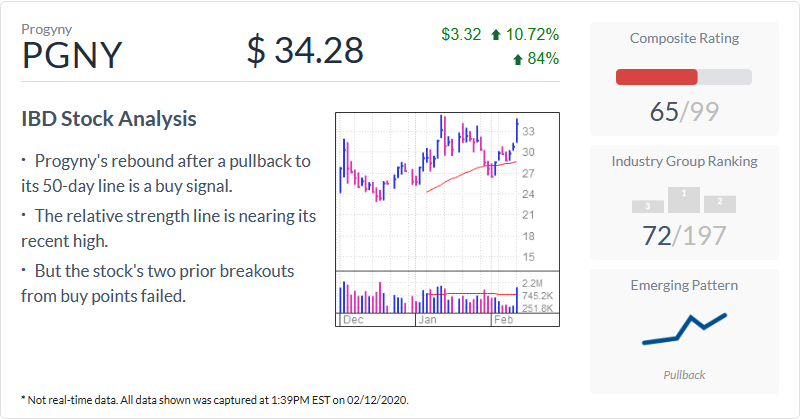 Progyny
PGNY
$ 34.28
$3.32 10.72%
84%
IBD Stock Analysis
· Progyny's rebound after a pullback to
its 50-day line is a buy signal.
· The relative strength line is nearing its
recent high.
· But the stock's two prior breakouts
from buy points failed.
33
30
27
24
21
18
15
2.2M
745.2K
251.8K
Dec Jan Feb
Composite Rating
65/99
Industry Group Ranking
3 1 2
72/197
Emerging Pattern
Pullback
* Not real-time data. All data shown was captured at 1:39PM EST on 02/12/2020.